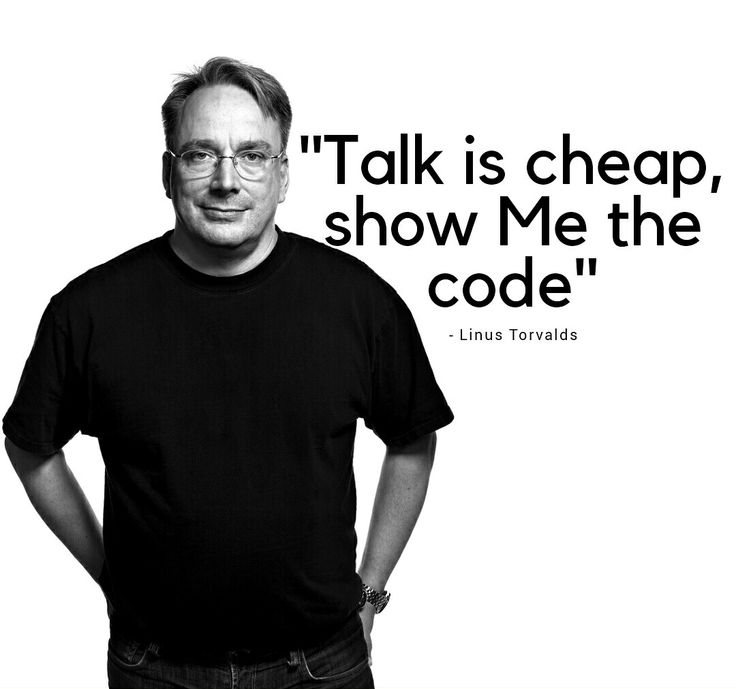 "Talk is cheap,
show Me the
code"
- Linus Torvalds